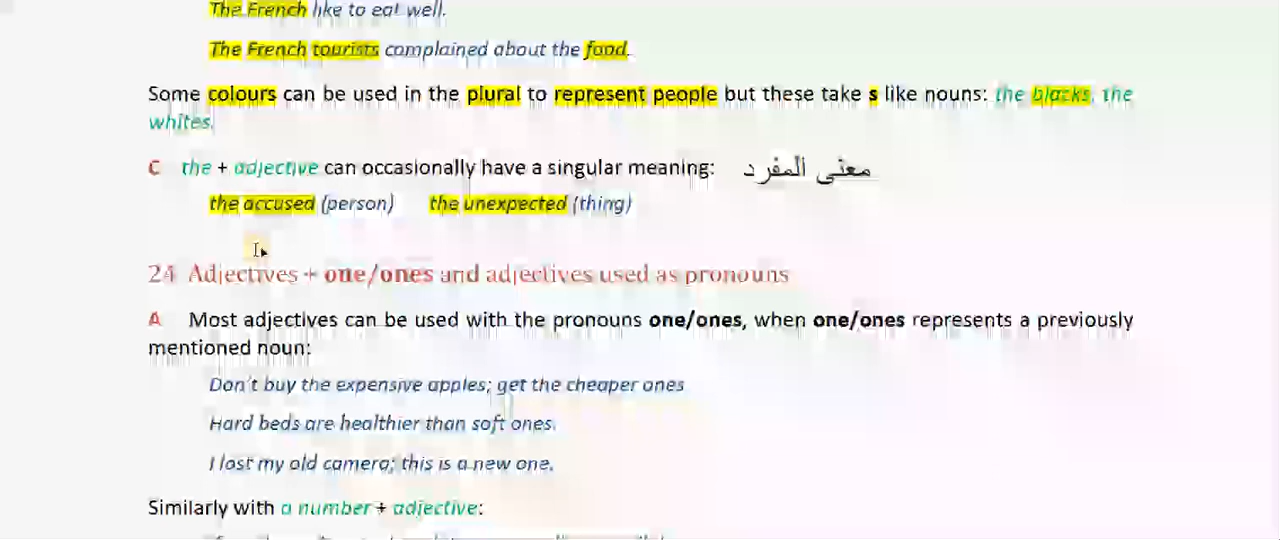 The French like to eat well.
The French tourists complained about the food.
Some colours can be used in the plural to represent people but these take s like nouns: the blacks, the
whites.
C the + adjective can occasionally have a singular meaning: معنى المفرد
the accused (person) the unexpected (thing)
24 Adjectives + one/ones and adjectives used as pronouns
A Most adjectives can be used with the pronouns one/ones, when one/ones represents a previously
mentioned noun:
Don't buy the expensive apples; get the cheaper ones
Hard beds are healthier than soft ones.
I lost my old camera; this is a new one.
Similarly with a number + adjective: